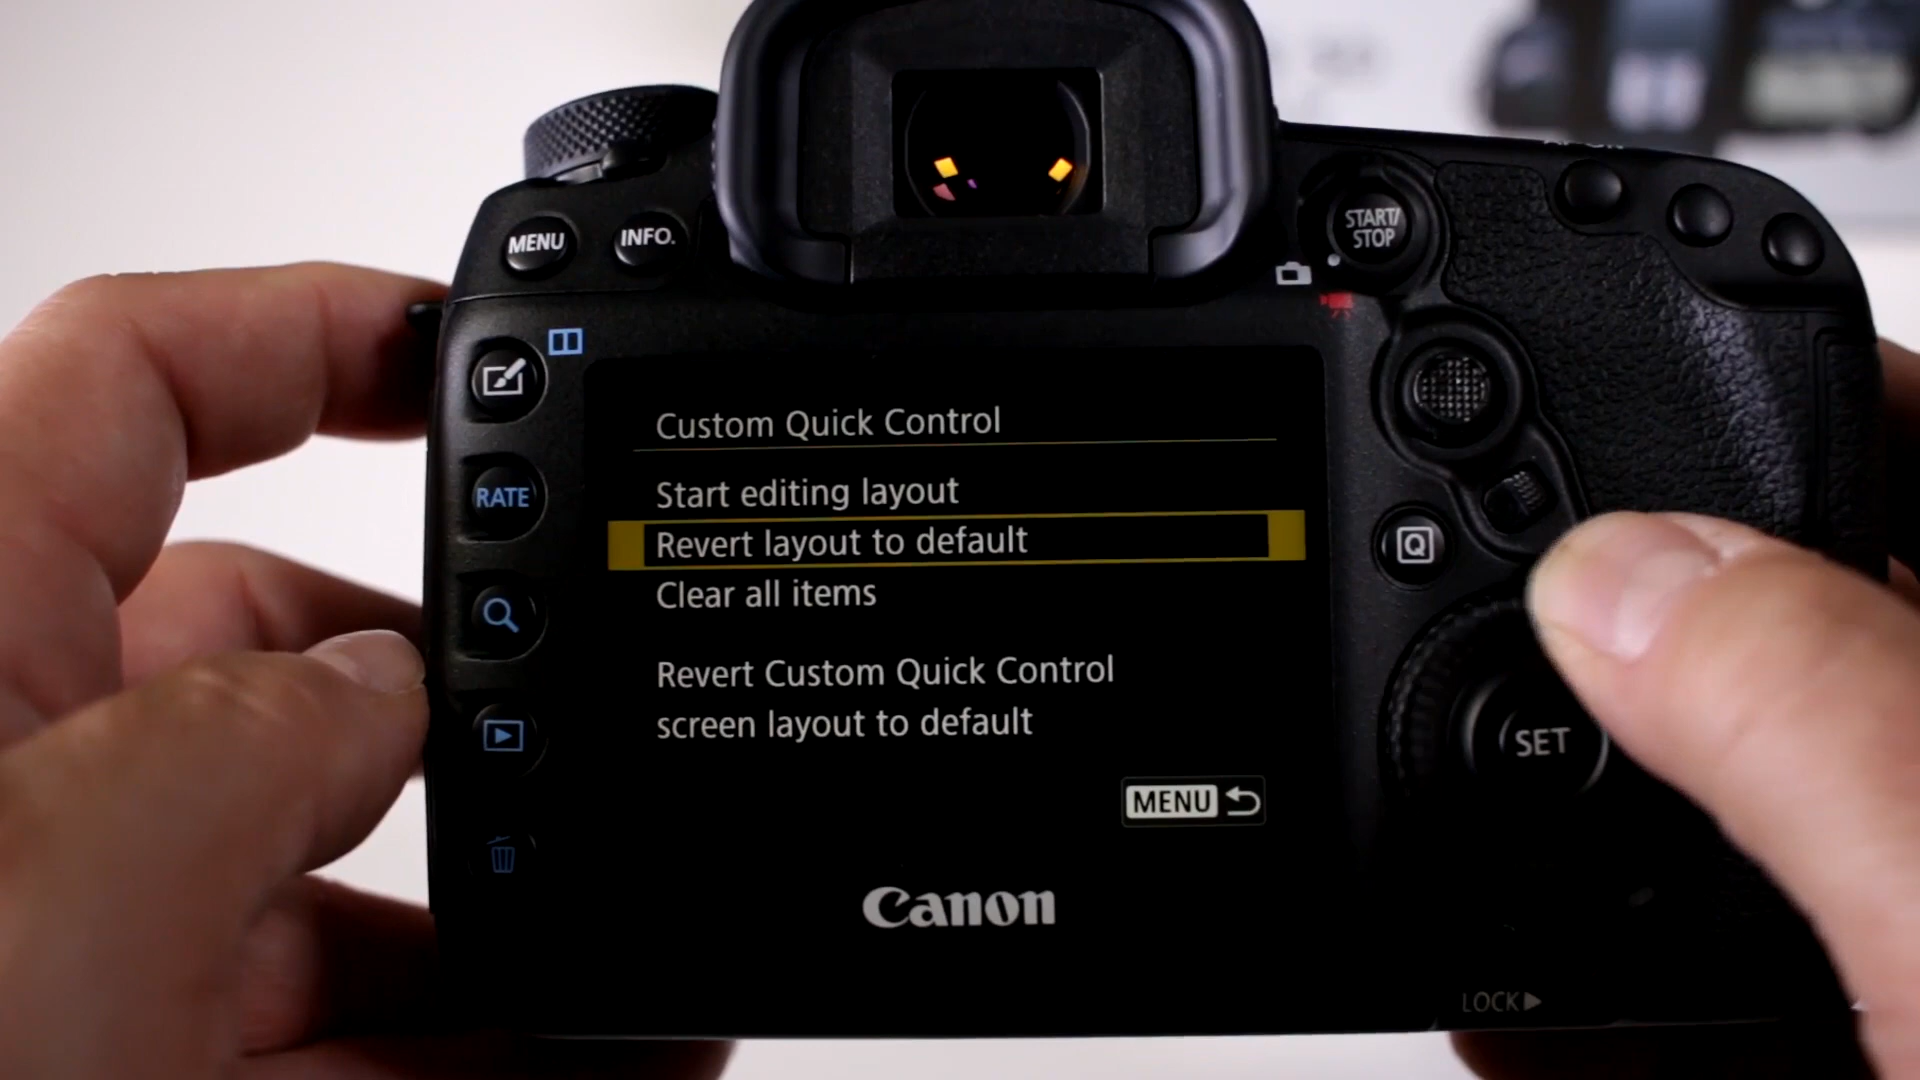 MENU
INFO.
START/
STOP
RATE
Custom Quick Control
Start editing layout
Revert layout to default
Clear all items
Revert Custom Quick Control
screen layout to default
MENU
Q
SET
Canon
LOCK